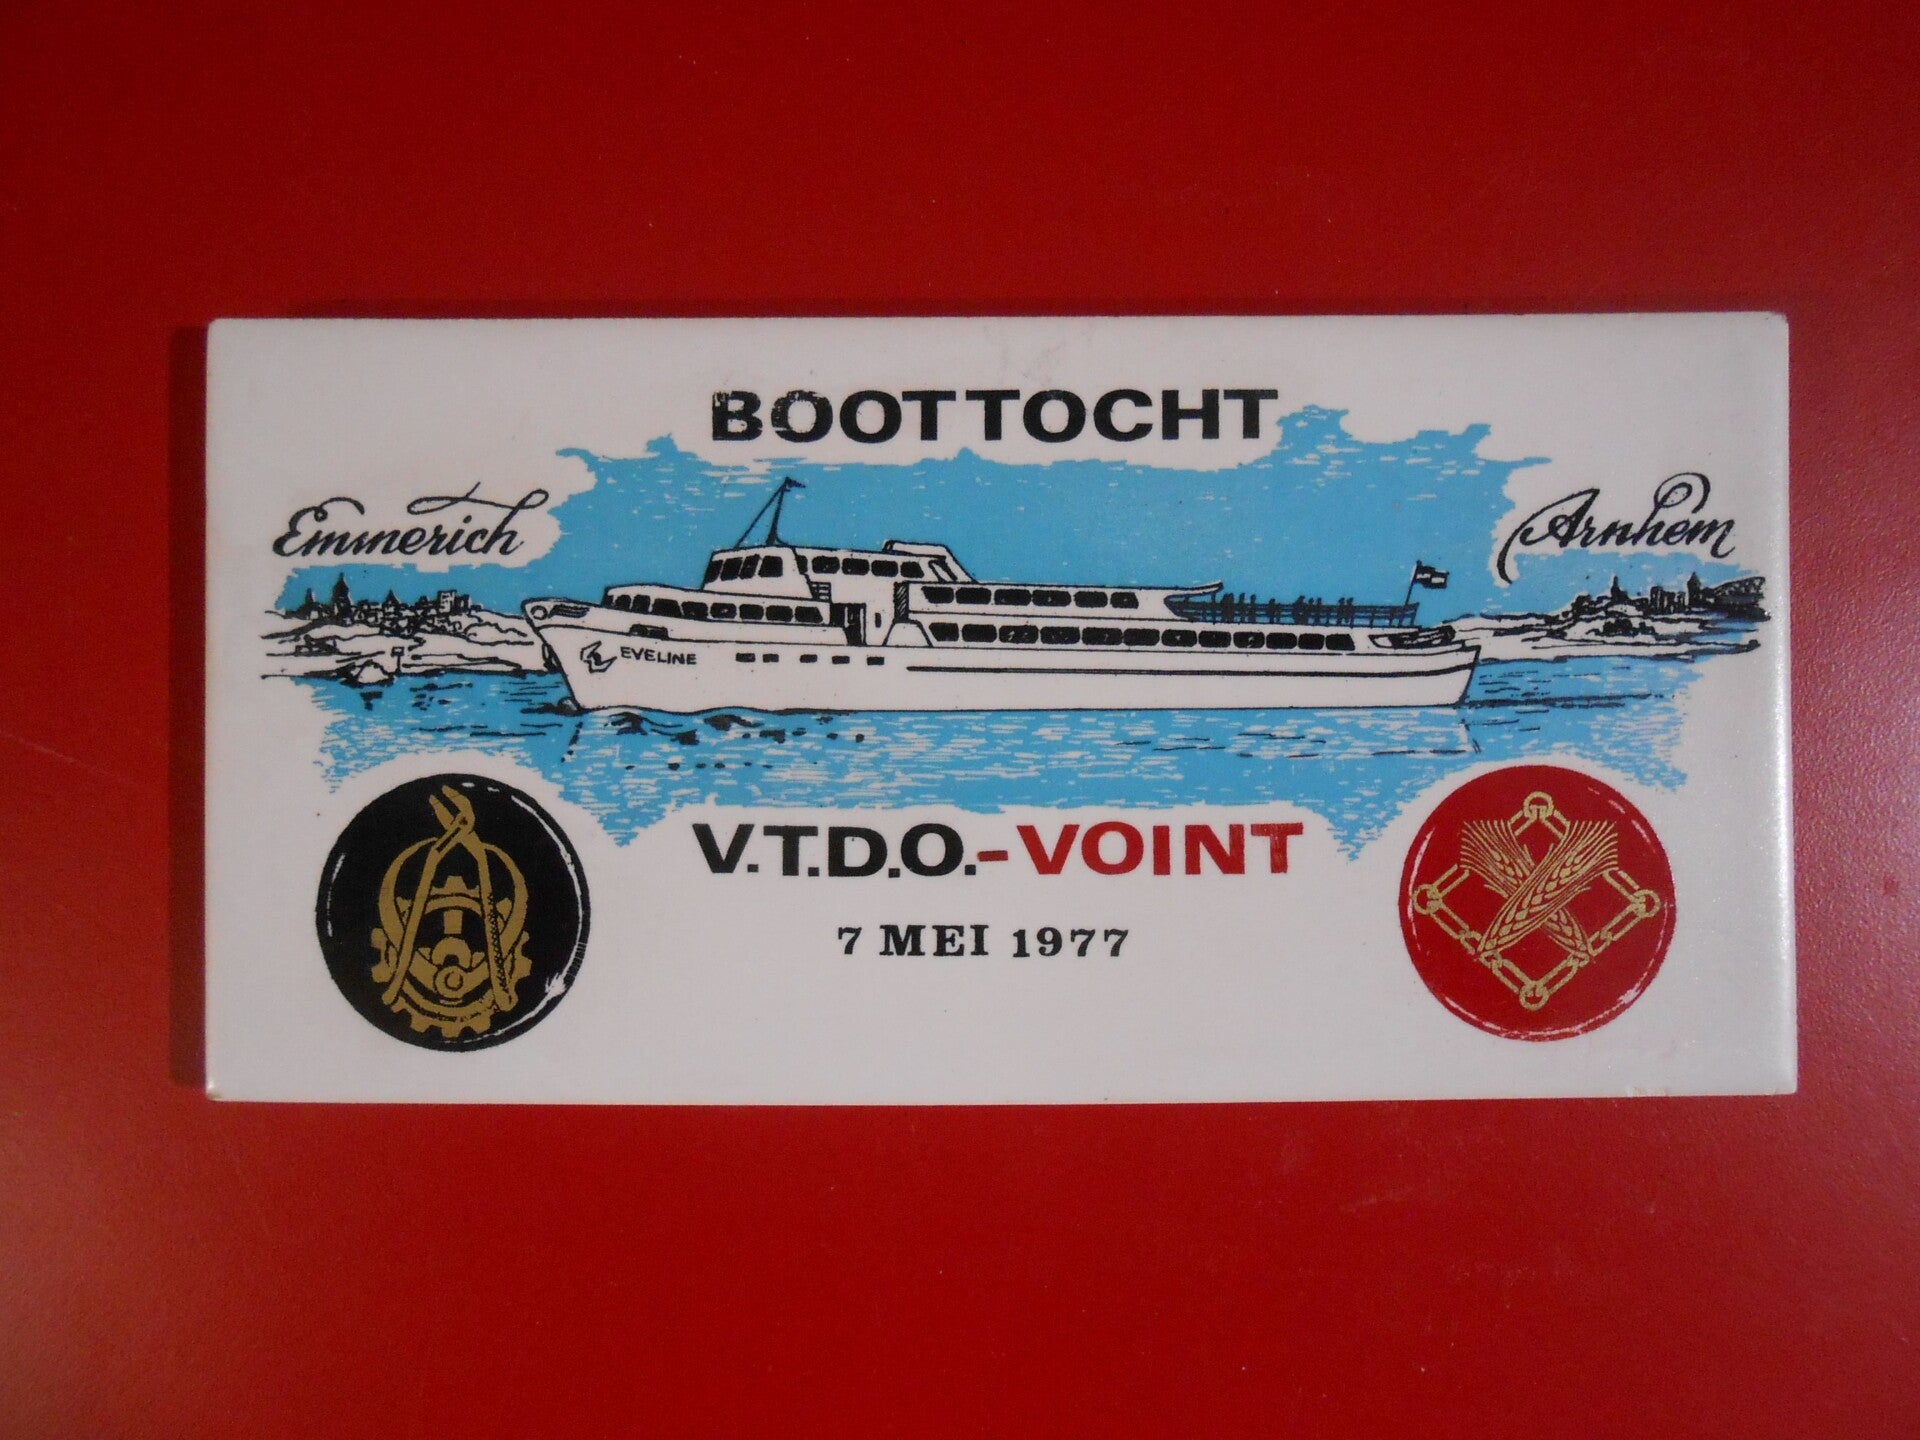 BOOTTOCHT
Emmerich
Arnhem
EVELINE
V.T.D.O.-VOINT
7 MEI 1977